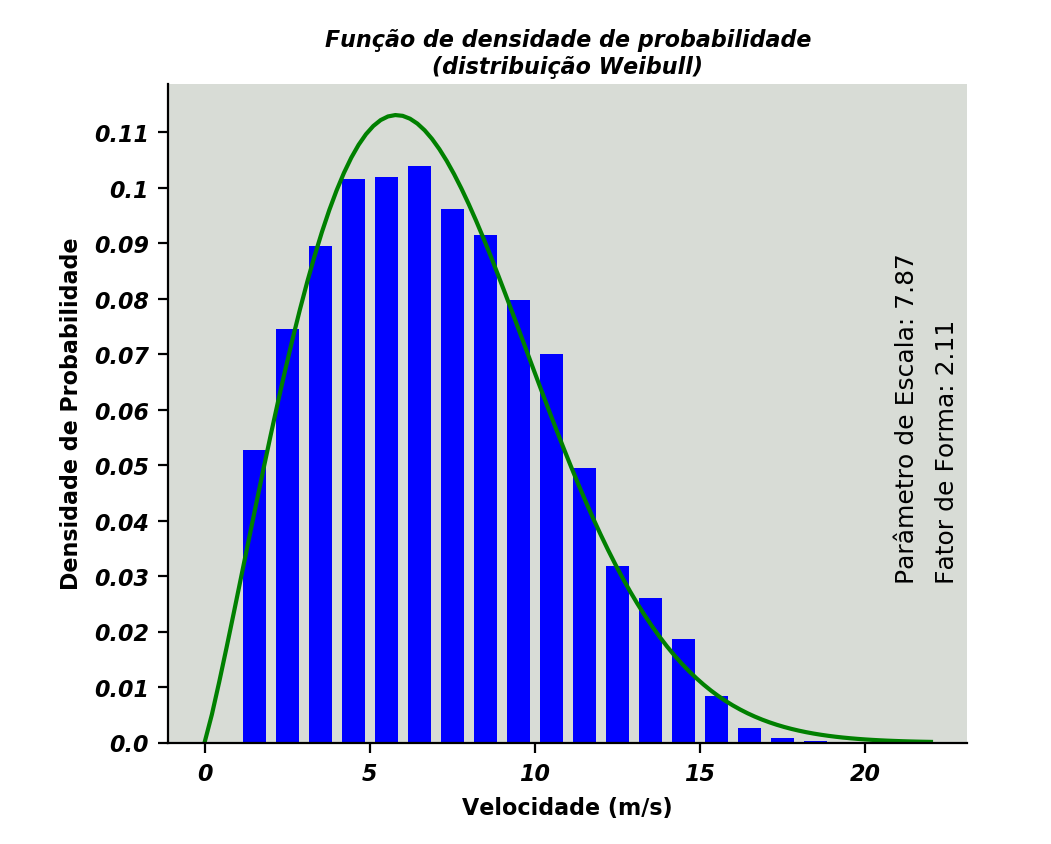 Função de densidade de probabilidade
(distribuição Weibull)
Densidade de Probabilidade
0.11
0.1
0.09
0.08
0.07
0.06
0.05
0.04
0.03
0.02
0.01
0.0
Parâmetro de Escala: 7.87
Fator de Forma: 2.11
0 5 10 15 20
Velocidade (m/s)